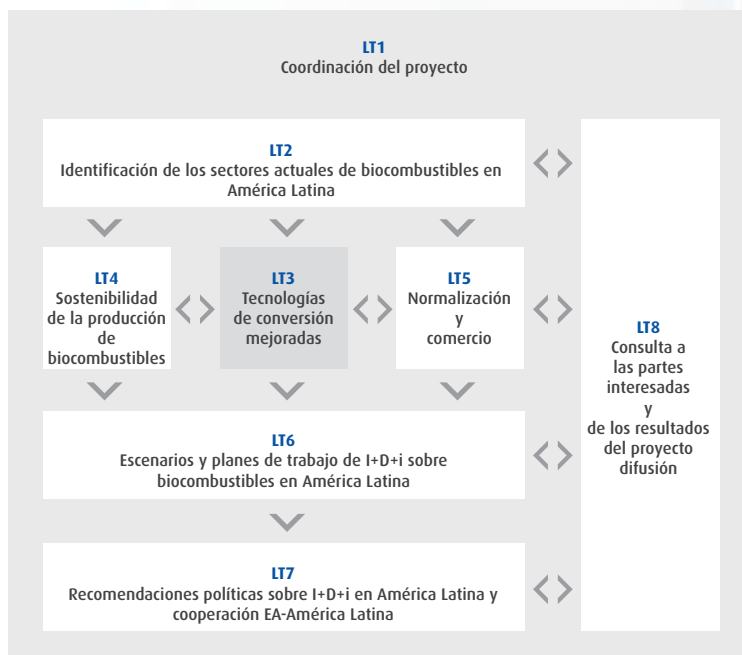 LT1
Coordinación del proyecto
LT2
Identificación de los sectores actuales de biocombustibles en
América Latina
LT4
Sostenibilidad
de la producción
de
biocombustibles
LT3
Tecnologías
de conversión
mejoradas
LT5
Normalización
y
comercio
LT8
Consulta a
las partes
interesadas
y
de los resultados
del proyecto
difusión
LT6
Escenarios y planes de trabajo de I+D+i sobre
biocombustibles en América Latina
LT7
Recomendaciones políticas sobre I+D+i en América Latina y
cooperación EA-América Latina